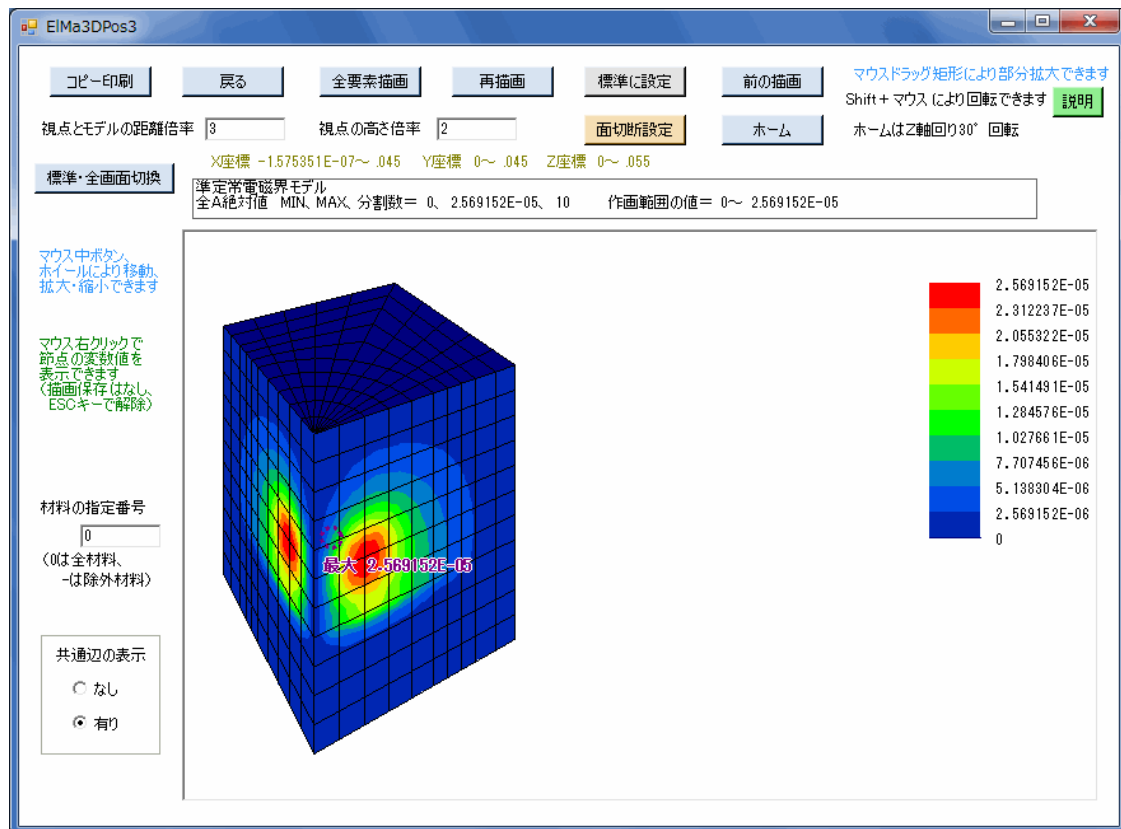 ElMa3DPos3
コピー印刷
戻る
全要素描画
再描画
標準に設定
前の描画
マウスドラッグ矩形により部分拡大できます
Shift+マウスにより回転できます
説明
視点とモデルの距離倍率 3
視点の高さ倍率 2
面切断設定
ホーム
ホームはZ軸回り30° 回転
X座標 -1.575351E-07～ .045 Y座標 0～ .045 Z座標 0～ .055
標準・全画面切換
準定常電磁界モデル
全A絶対値 MIN、MAX、分割数＝ 0、 2.569152E-05、 10 作画範囲の値＝ 0～ 2.569152E-05
マウス中ボタン、
ホイールにより移動、
拡大・縮小できます
マウス右クリックで
節点の変数値を
表示できます
（描画保存はなし、
ESCキーで解除）
材料の指定番号
0
（0は全材料、
-は除外材料）
共通辺の表示
なし
有り
最大 2.569152E-05
2.569152E-05
2.312237E-05
2.055322E-05
1.798406E-05
1.541491E-05
1.284576E-05
1.027661E-05
7.707456E-06
5.138304E-06
2.569152E-06
0